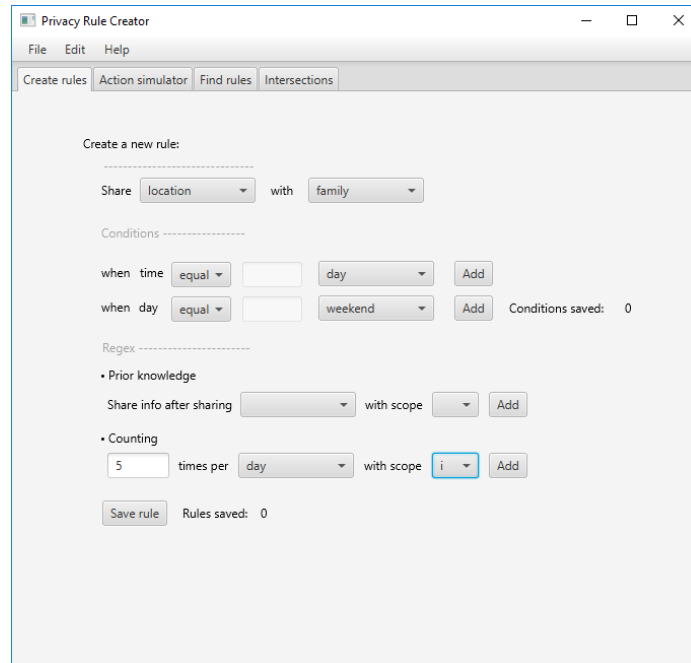 Privacy Rule Creator
File Edit Help
Create rules Action simulator Find rules Intersections
Create a new rule:
------------------------------
Share location with family
Conditions -----------------
when time equal day Add
when day equal weekend Add Conditions saved: 0
Regex -----------------------
• Prior knowledge
Share info after sharing with scope Add
• Counting
5 times per day with scope i Add
Save rule Rules saved: 0